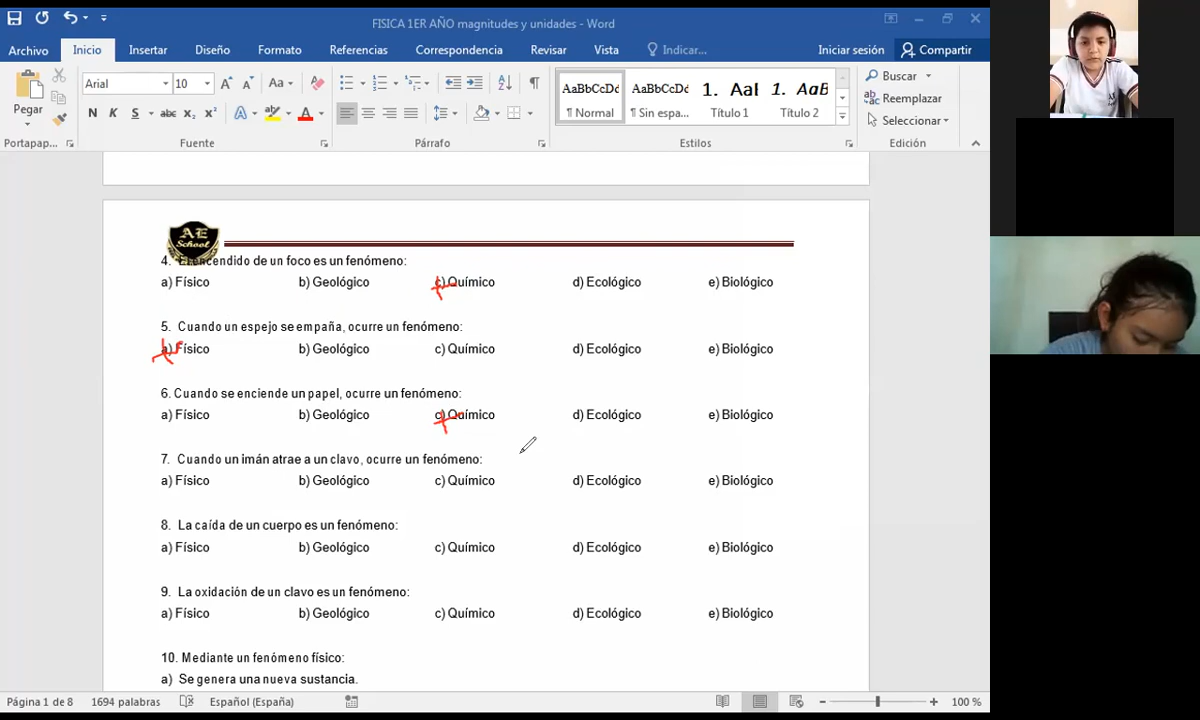 FISICA 1ER AÑO magnitudes y unidades - Word
Archivo Inicio Insertar Diseño Formato Referencias Correspondencia Revisar Vista Indicar... Iniciar sesión Compartir
Pegar
Arial 10
Aa
N K S abc x₂ x² A A
AaBbCcDd AaBbCcDd 1. AaI 1. AaB
¶ Normal ¶ Sin espa... Título 1 Título 2
Buscar
Reemplazar
Seleccionar
Portapap... Fuente Párrafo Estilos Edición
AE
School
4. El encendido de un foco es un fenómeno:
a) Físico b) Geológico c) Químico d) Ecológico e) Biológico
5. Cuando un espejo se empaña, ocurre un fenómeno:
a) Físico b) Geológico c) Químico d) Ecológico e) Biológico
6. Cuando se enciende un papel, ocurre un fenómeno:
a) Físico b) Geológico c) Químico d) Ecológico e) Biológico
7. Cuando un imán atrae a un clavo, ocurre un fenómeno:
a) Físico b) Geológico c) Químico d) Ecológico e) Biológico
8. La caída de un cuerpo es un fenómeno:
a) Físico b) Geológico c) Químico d) Ecológico e) Biológico
9. La oxidación de un clavo es un fenómeno:
a) Físico b) Geológico c) Químico d) Ecológico e) Biológico
10. Mediante un fenómeno físico:
a) Se genera una nueva sustancia.
Página 1 de 8 1694 palabras Español (España) 100 %